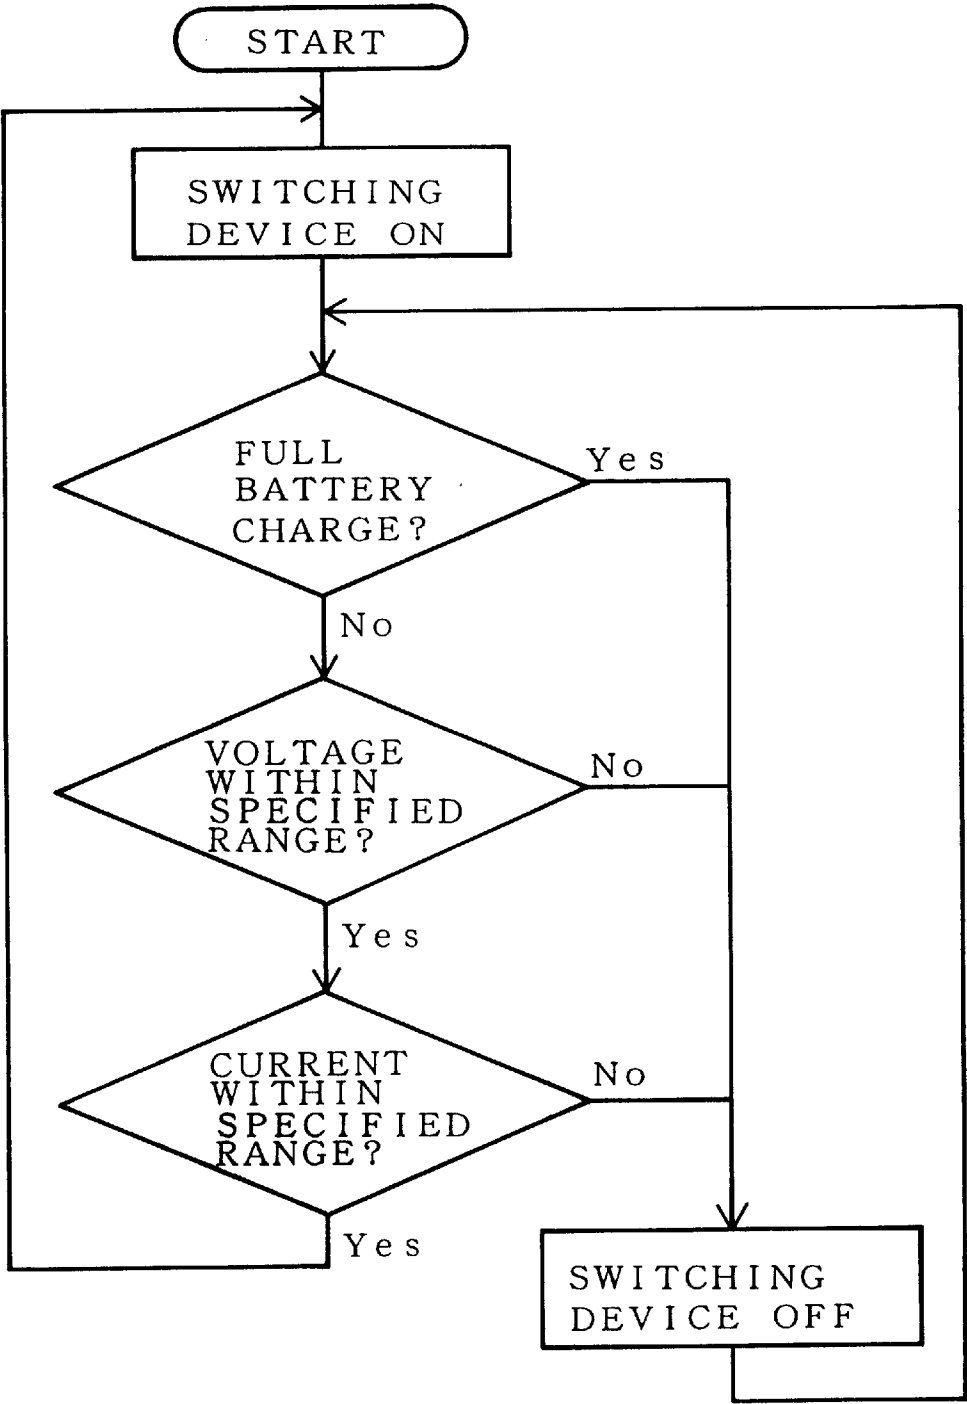 START
SWITCHING
DEVICE ON
FULL
BATTERY
CHARGE?
Yes
No
VOLTAGE
WITHIN
SPECIFIED
RANGE?
No
Yes
CURRENT
WITHIN
SPECIFIED
RANGE?
No
Yes
SWITCHING
DEVICE OFF